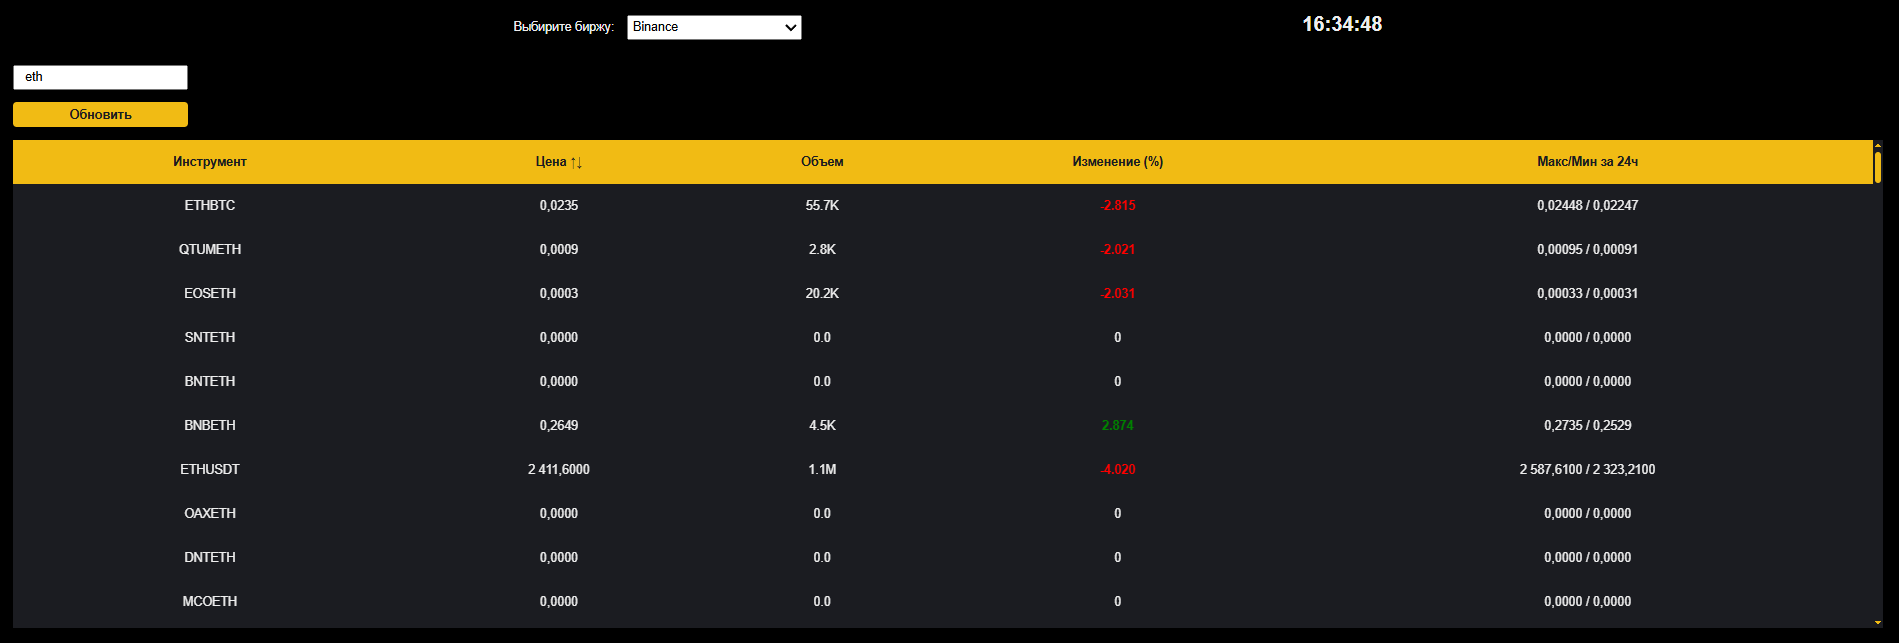 Выбирите биржу: Binance 16:34:48
eth
Обновить
Инструмент Цена ↑↓ Объем Изменение (%) Макс/Мин за 24ч
ETHBTC 0,0235 55.7K -2.815 0,02448 / 0,02247
QTUMETH 0,0009 2.8K -2.021 0,00095 / 0,00091
EOSETH 0,0003 20.2K -2.031 0,00033 / 0,00031
SNTETH 0,0000 0.0 0 0,0000 / 0,0000
BNTETH 0,0000 0.0 0 0,0000 / 0,0000
BNBETH 0,2649 4.5K 2.874 0,2735 / 0,2529
ETHUSDT 2 411,6000 1.1M -4.020 2 587,6100 / 2 323,2100
OAXETH 0,0000 0.0 0 0,0000 / 0,0000
DNTETH 0,0000 0.0 0 0,0000 / 0,0000
MCOETH 0,0000 0.0 0 0,0000 / 0,0000